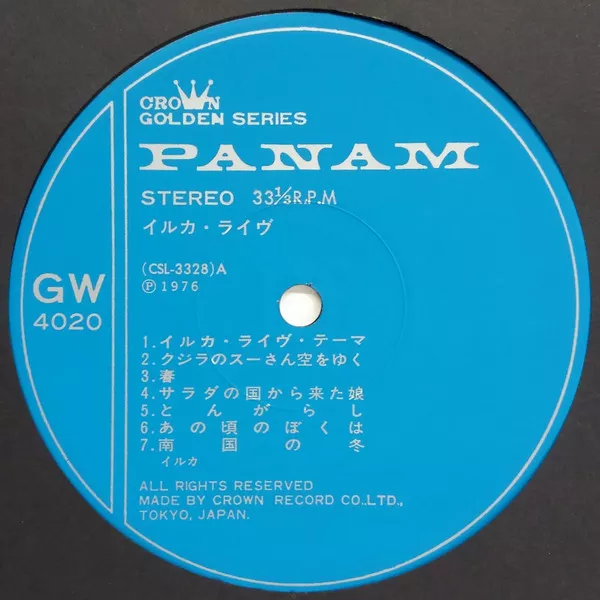 CROWN
GOLDEN SERIES
PANAM
STEREO 33⅓R.P.M
イルカ・ライヴ
(CSL-3328)A
Ⓟ1976
GW
4020
1.イルカ・ライヴ・テーマ
2.クジラのスーさん空をゆく
3.春
4.サラダの国から来た娘
5.とんがらし
6.あの頃のぼくは
7.南国の冬
イルカ
ALL RIGHTS RESERVED
MADE BY CROWN RECORD CO.,LTD.,
TOKYO, JAPAN.